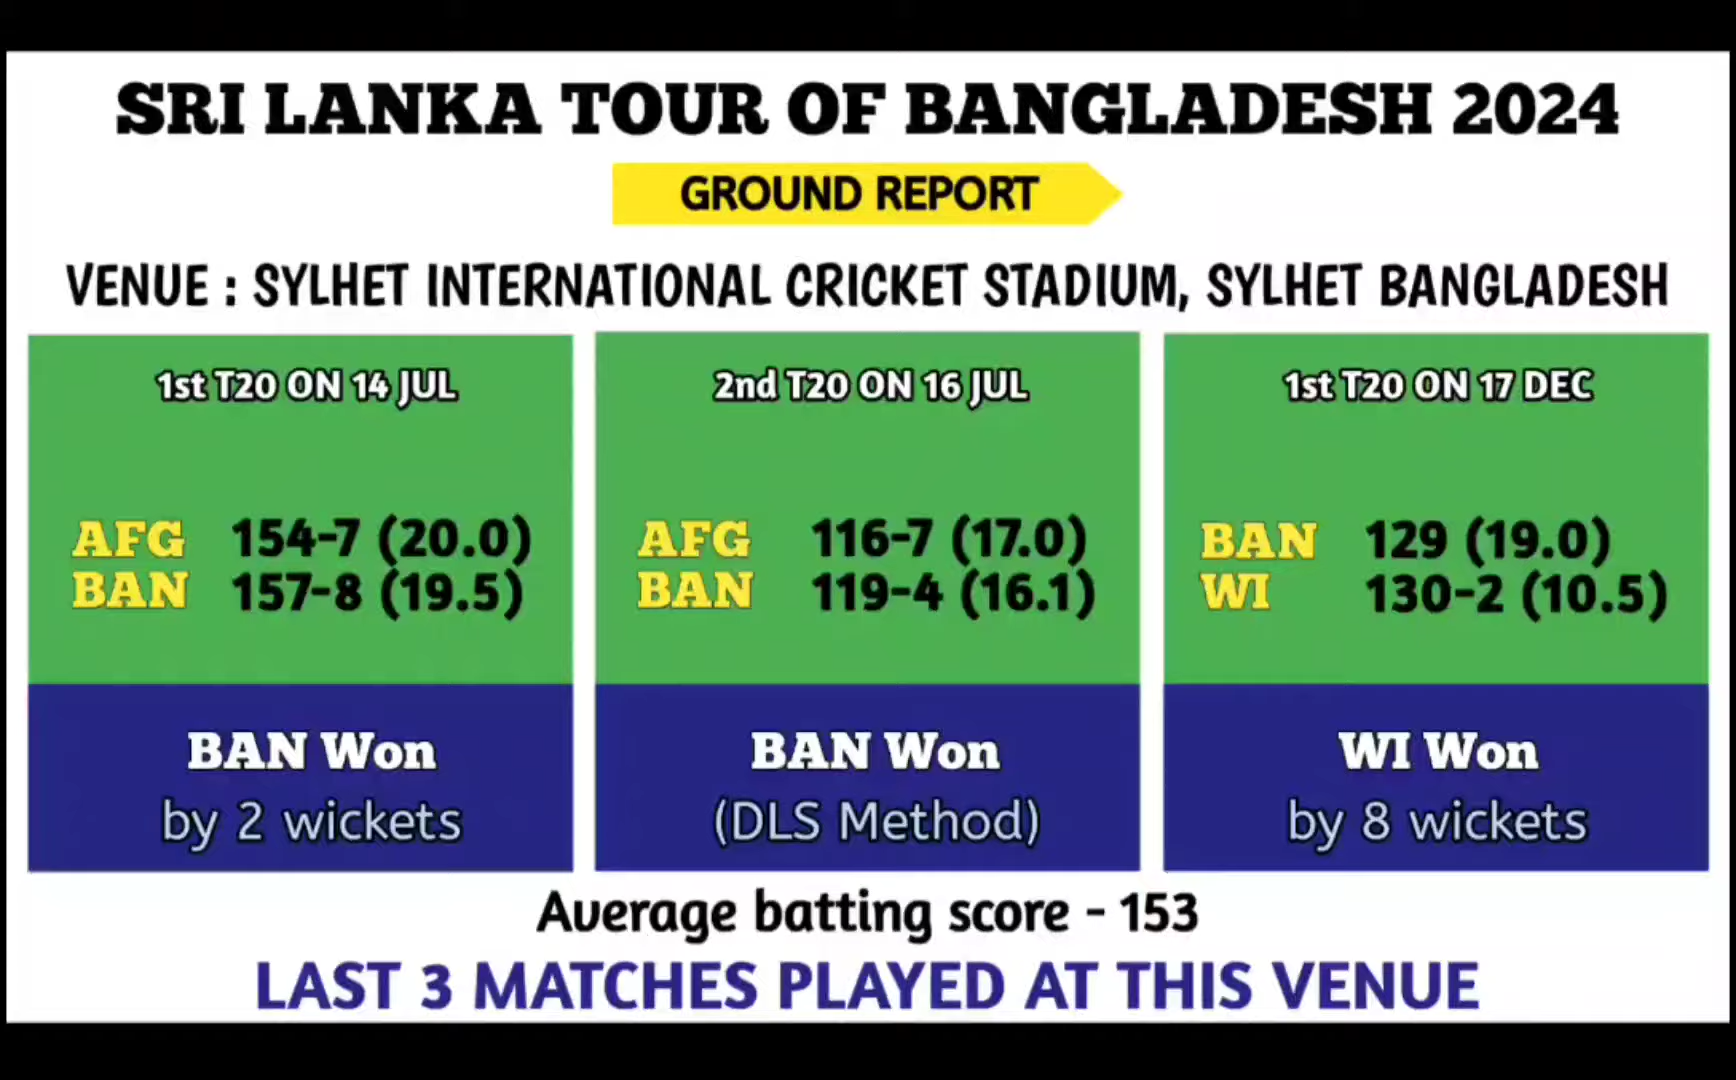 SRI LANKA TOUR OF BANGLADESH 2024
GROUND REPORT
VENUE : SYLHET INTERNATIONAL CRICKET STADIUM, SYLHET BANGLADESH
1st T20 ON 14 JUL
AFG 154-7 (20.0)
BAN 157-8 (19.5)
BAN Won
by 2 wickets
2nd T20 ON 16 JUL
AFG 116-7 (17.0)
BAN 119-4 (16.1)
BAN Won
(DLS Method)
1st T20 ON 17 DEC
BAN 129 (19.0)
WI 130-2 (10.5)
WI Won
by 8 wickets
Average batting score - 153
LAST 3 MATCHES PLAYED AT THIS VENUE